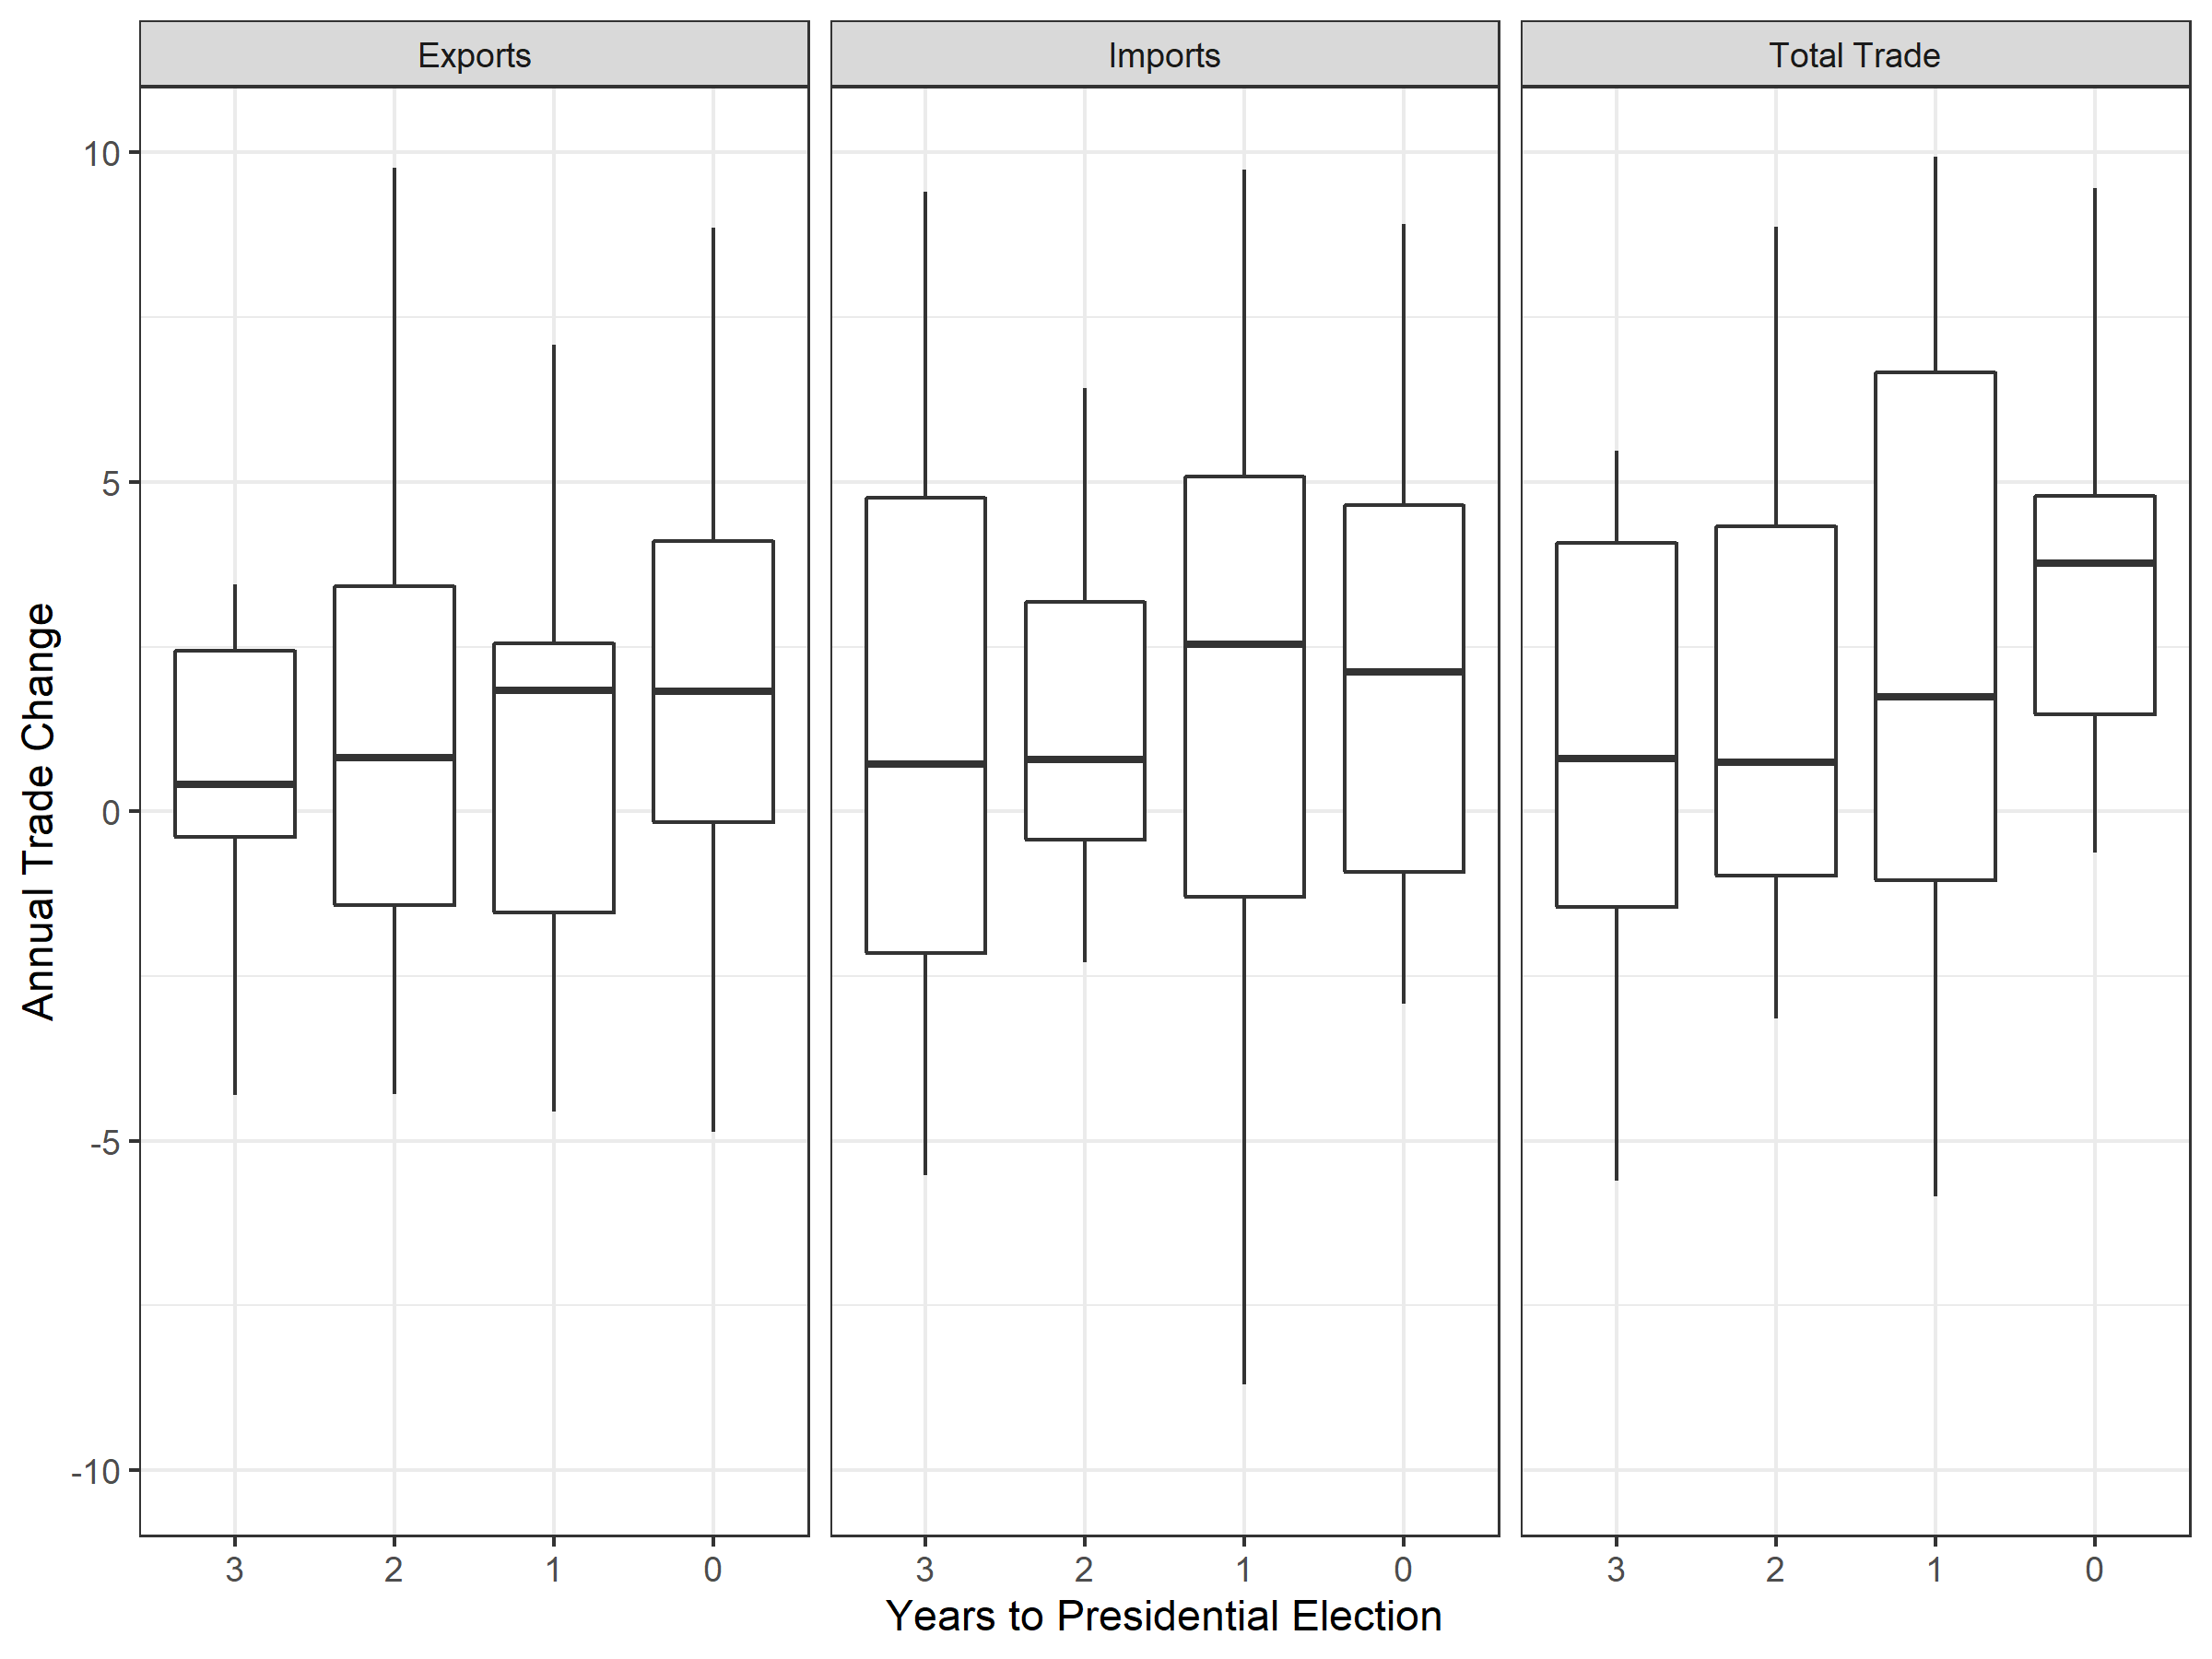 Exports
Imports
Total Trade
Annual Trade Change
10
5
0
-5
-10
3 2 1 0
3 2 1 0
3 2 1 0
Years to Presidential Election